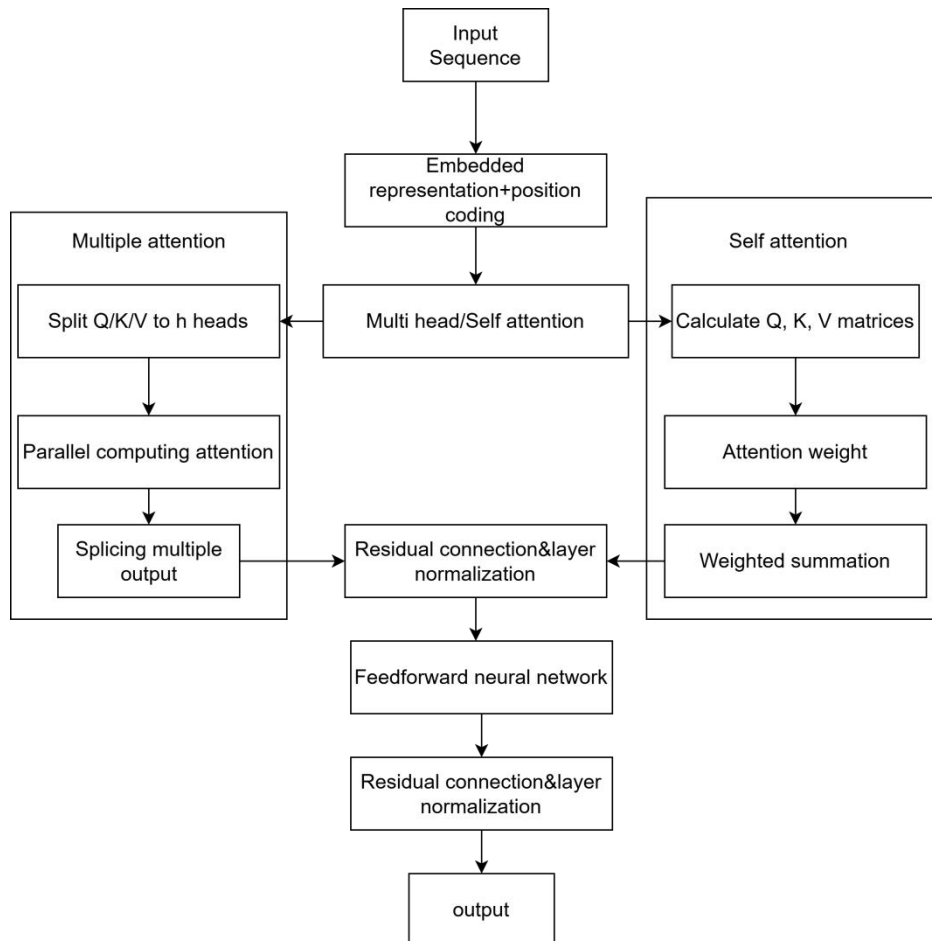 Input
Sequence
Embedded
representation+position
coding
Multiple attention
Self attention
Split Q/K/V to h heads
Multi head/Self attention
Calculate Q, K, V matrices
Parallel computing attention
Attention weight
Splicing multiple
output
Residual connection&layer
normalization
Weighted summation
Feedforward neural network
Residual connection&layer
normalization
output